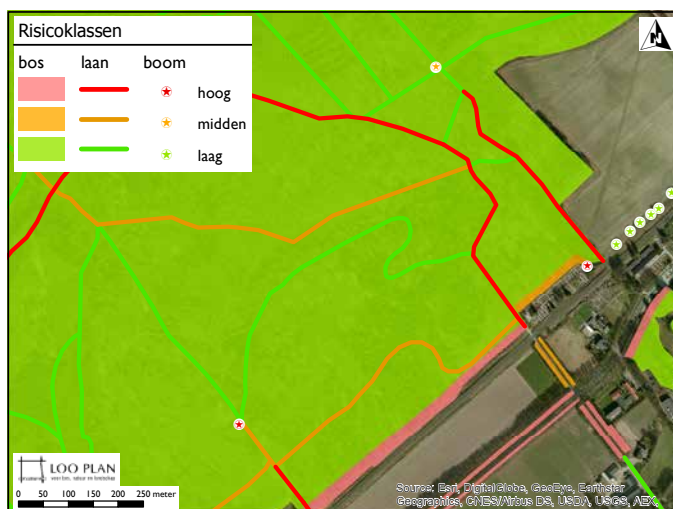 Risicoklassen
bos laan boom
hoog
midden
laag
N
LOO PLAN
0 50 100 150 200 250 meter
Source: Esri, DigitalGlobe, GeoEye, Earthstar
Geographics, CNES/Airbus DS, USDA, USGS, AEX,